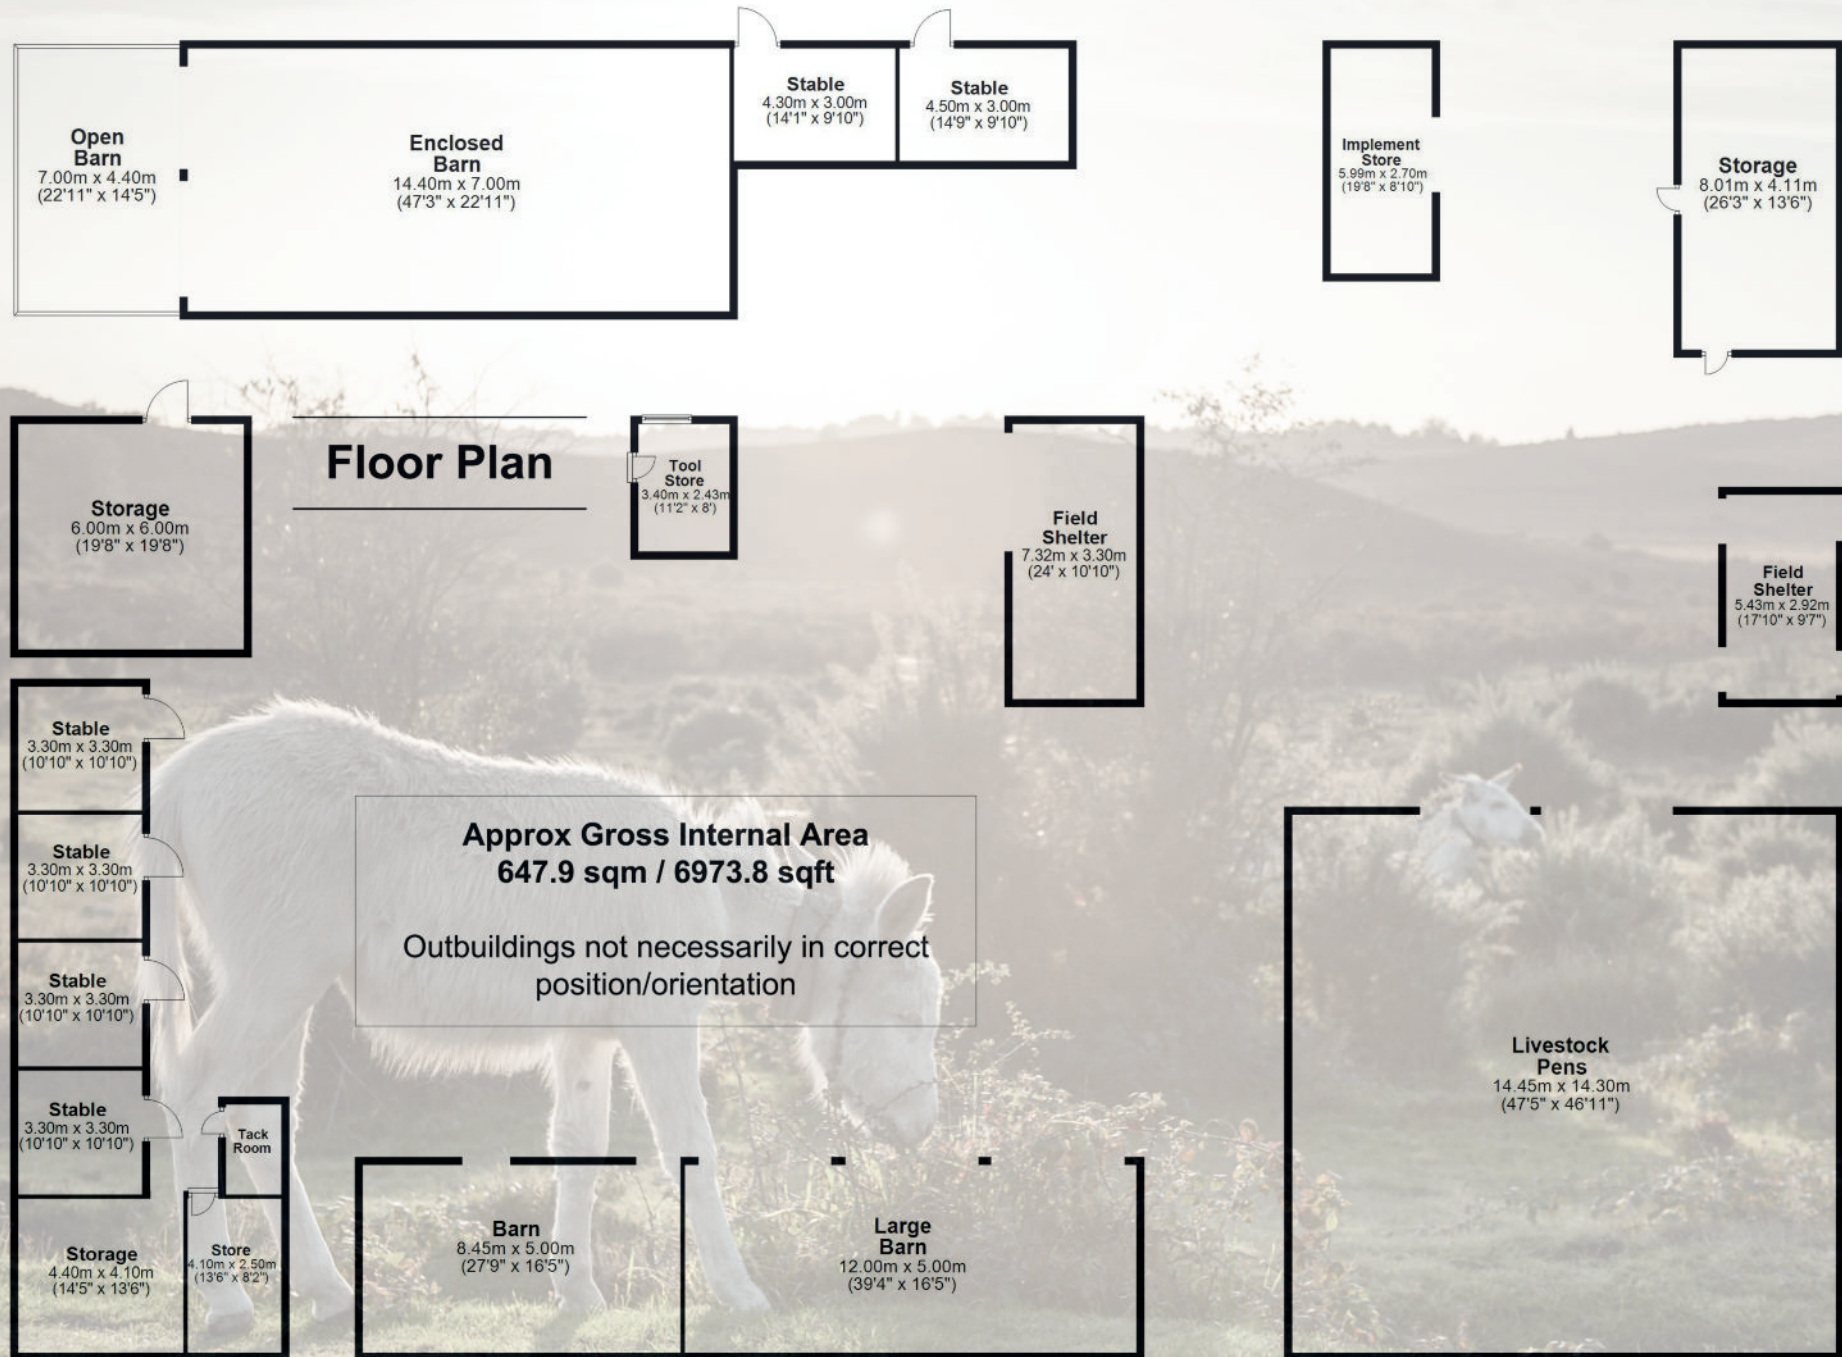 Open
Barn
7.00m x 4.40m
(22'11" x 14'5")
Enclosed
Barn
14.40m x 7.00m
(47'3" x 22'11")
Stable
4.30m x 3.00m
(14'1" x 9'10")
Stable
4.50m x 3.00m
(14'9" x 9'10")
Implement
Store
5.99m x 2.70m
(19'8" x 8'10")
Storage
8.01m x 4.11m
(26'3" x 13'6")
Storage
6.00m x 6.00m
(19'8" x 19'8")
Floor Plan
Tool
Store
3.40m x 2.43m
(11'2" x 8')
Field
Shelter
7.32m x 3.30m
(24' x 10'10")
Field
Shelter
5.43m x 2.92m
(17'10" x 9'7")
Stable
3.30m x 3.30m
(10'10" x 10'10")
Stable
3.30m x 3.30m
(10'10" x 10'10")
Stable
3.30m x 3.30m
(10'10" x 10'10")
Stable
3.30m x 3.30m
(10'10" x 10'10")
Approx Gross Internal Area
647.9 sqm / 6973.8 sqft
Outbuildings not necessarily in correct
position/orientation
Tack
Room
Livestock
Pens
14.45m x 14.30m
(47'5" x 46'11")
Storage
4.40m x 4.10m
(14'5" x 13'6")
Store
4.10m x 2.50m
(13'6" x 8'2")
Barn
8.45m x 5.00m
(27'9" x 16'5")
Large
Barn
12.00m x 5.00m
(39'4" x 16'5")